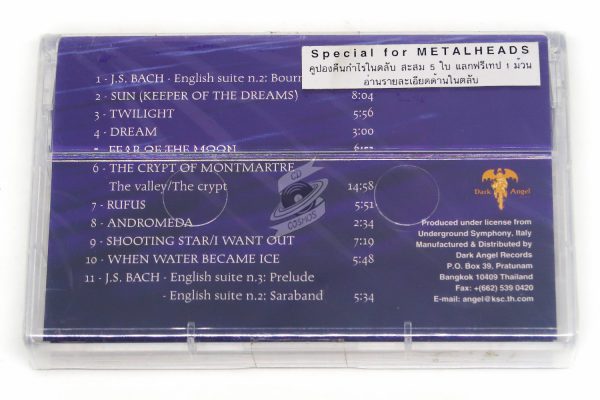 Special for METALHEADS
คูปองคืนกำไรในตลับ สะสม 5 ใบ แลกฟรีเทป 1 ม้วน
อ่านรายละเอียดด้านในตลับ
1 - J.S. BACH - English suite n.2:
2 - SUN (KEEPER OF THE DREAMS) 8:04
3 - TWILIGHT 5:56
4 - DREAM 3:00
5 - FEAR OF THE MOON
6 - THE CRYPT OF MONTMARTRE
The valley/The crypt 14:58
7 - RUFUS 5:51
8 - ANDROMEDA 2:34
9 - SHOOTING STAR/I WANT OUT 7:19
10 - WHEN WATER BECAME ICE 5:48
11 - J.S. BACH - English suite n.3: Prelude
- English suite n.2: Saraband 5:34
CD
COSMOS
Dark Angel
Produced under license from
Underground Symphony, Italy
Manufactured & Distributed by
Dark Angel Records
P.O. Box 39, Pratunam
Bangkok 10409 Thailand
Fax: +(662) 539 0420
E-mail: angel@ksc.th.com